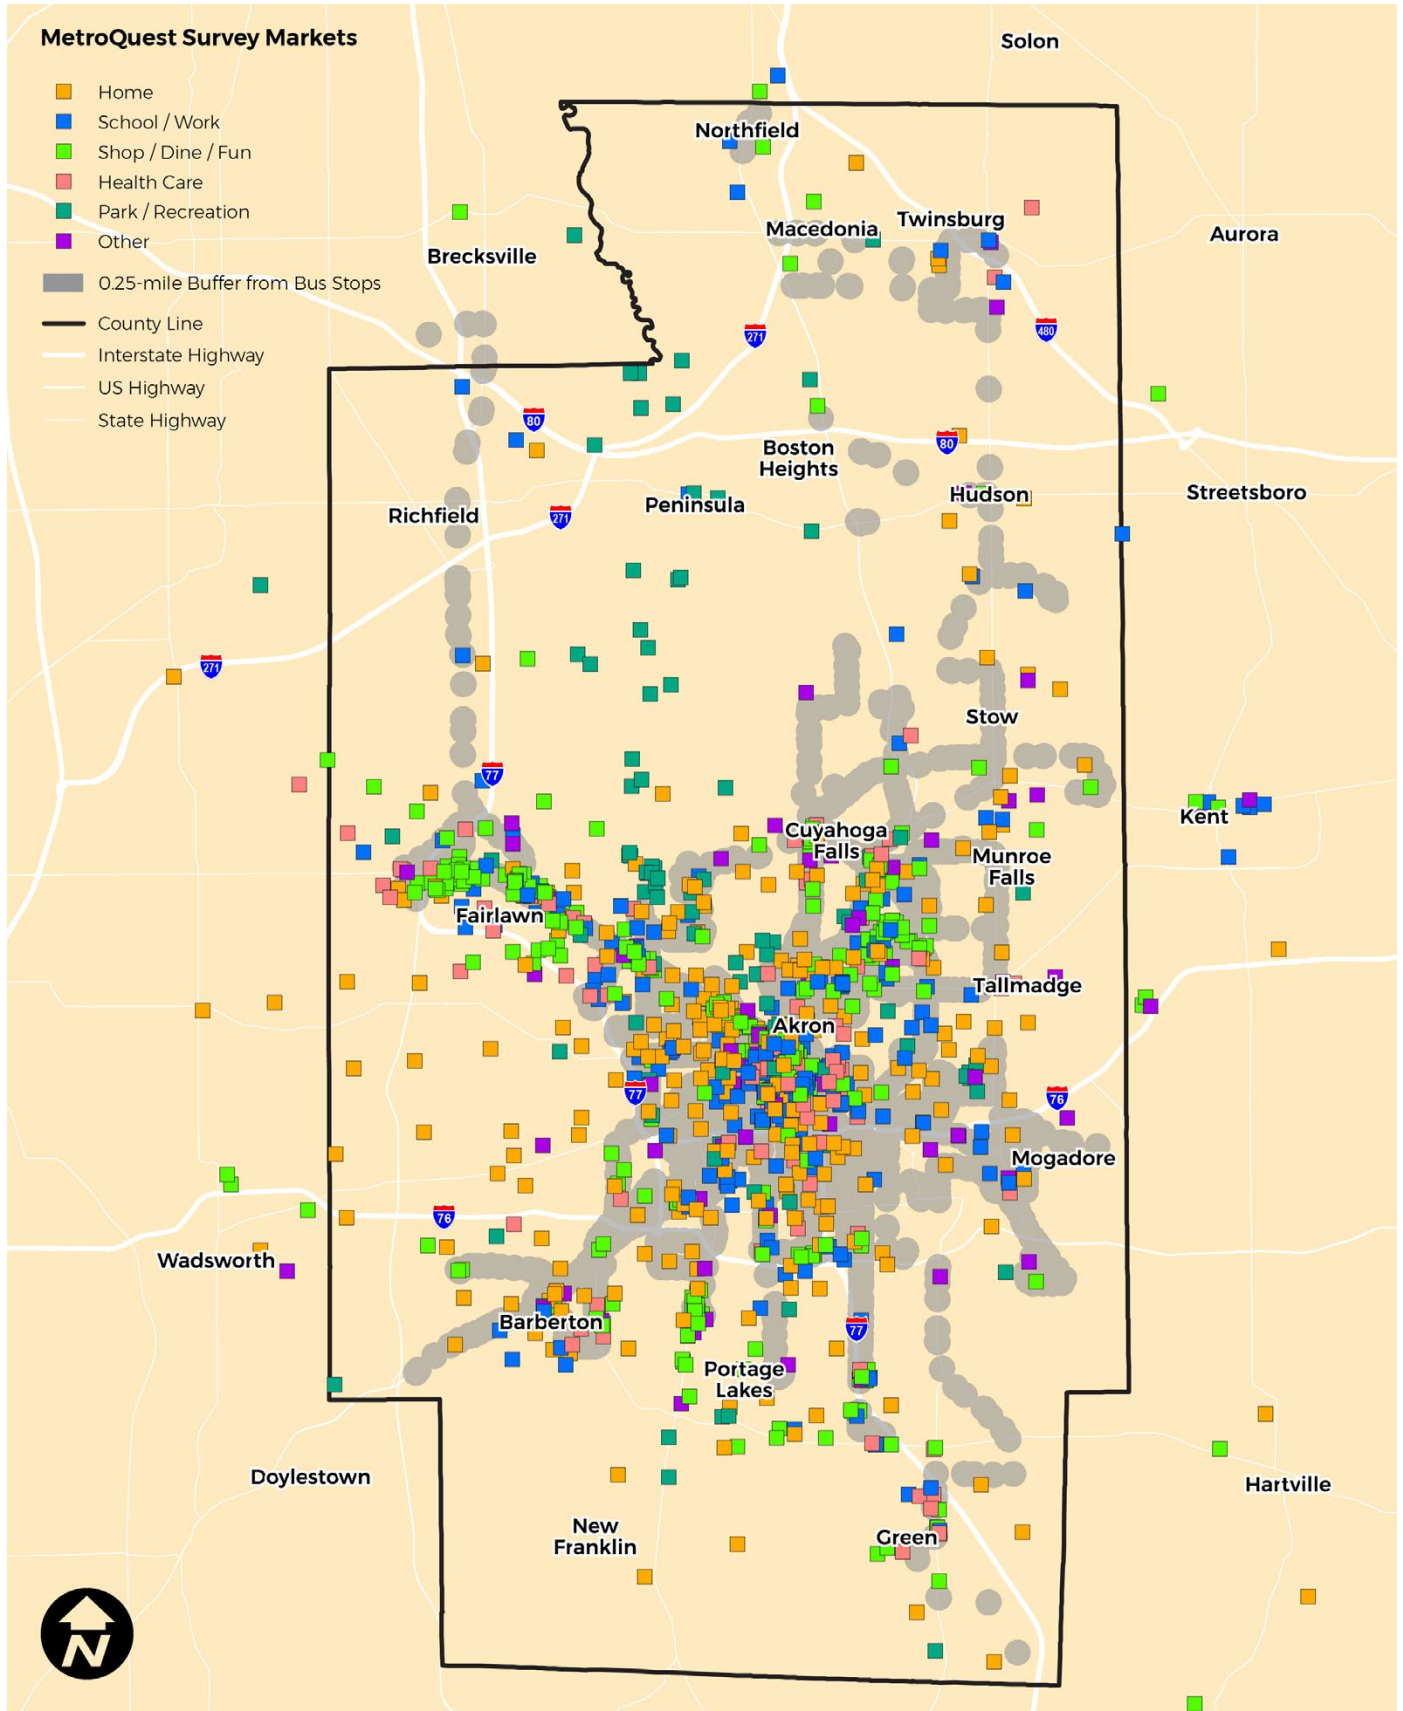 MetroQuest Survey Markets
Home
School / Work
Shop / Dine / Fun
Health Care
Park / Recreation
Other
0.25-mile Buffer from Bus Stops
County Line
Interstate Highway
US Highway
State Highway
Solon
Northfield
Twinsburg
Macedonia
Aurora
Brecksville
271
480
80
80
Boston
Heights
Hudson
Streetsboro
Peninsula
Richfield
271
271
Stow
77
Kent
Cuyahoga
Falls
Munroe
Falls
Fairlawn
Tallmadge
Akron
77
76
Mogadore
76
Wadsworth
Barberton
77
Portage
Lakes
Doylestown
Hartville
New
Franklin
Green
N